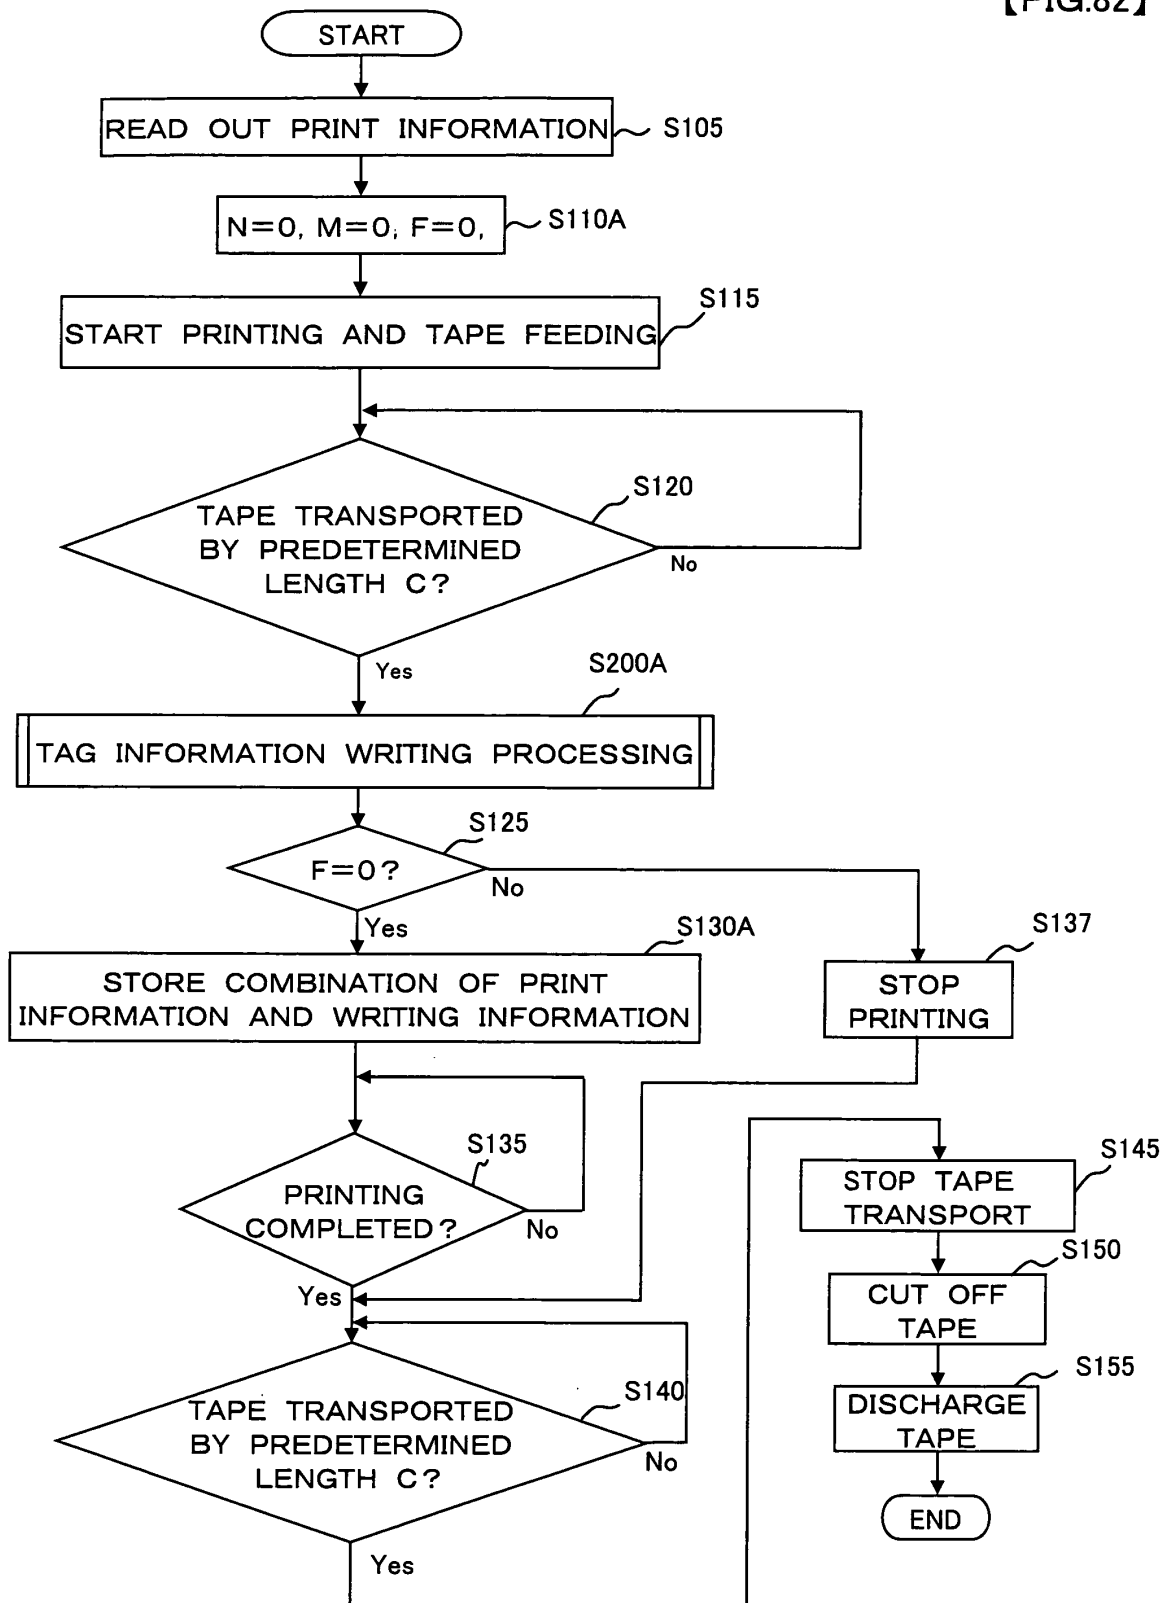 【FIG.82】
START
READ OUT PRINT INFORMATION
S105
N=0, M=0, F=0,
S110A
S115
START PRINTING AND TAPE FEEDING
S120
TAPE TRANSPORTED
BY PREDETERMINED
LENGTH C?
No
Yes
S200A
TAG INFORMATION WRITING PROCESSING
S125
F=0?
No
Yes
S130A
STORE COMBINATION OF PRINT
INFORMATION AND WRITING INFORMATION
S137
STOP
PRINTING
S135
PRINTING
COMPLETED?
No
Yes
S140
TAPE TRANSPORTED
BY PREDETERMINED
LENGTH C?
No
Yes
S145
STOP TAPE
TRANSPORT
S150
CUT OFF
TAPE
S155
DISCHARGE
TAPE
END